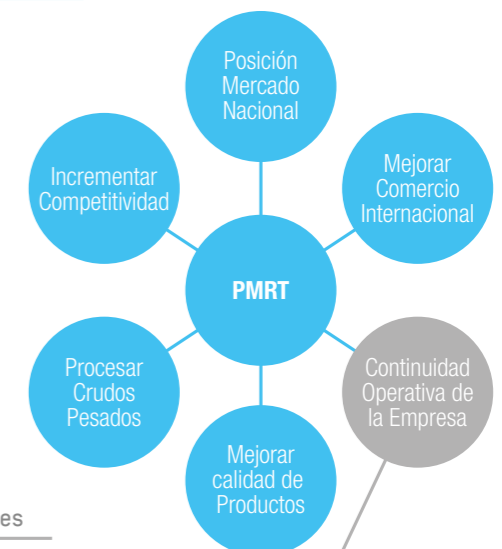 Posición
Mercado
Nacional
Mejorar
Comercio
Internacional
Incrementar
Competitividad
PMRT
Continuidad
Operativa de
la Empresa
Procesar
Crudos
Pesados
Mejorar
calidad de
Productos
es